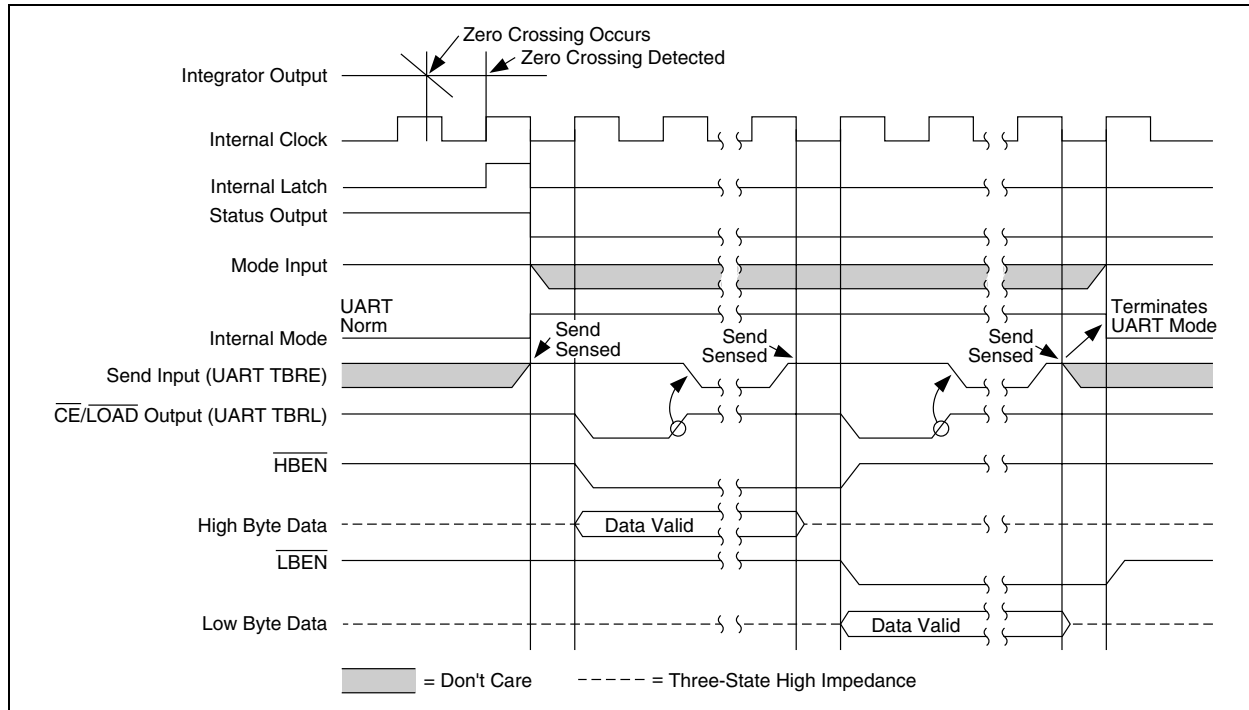 Zero Crossing Occurs
Zero Crossing Detected
Integrator Output
Internal Clock
Internal Latch
Status Output
Mode Input
UART
Norm
Internal Mode
Send
Sensed
Send
Sensed
Send
Sensed
Terminates
UART Mode
Send Input (UART TBRE)
CE/LOAD Output (UART TBRL)
HBEN
High Byte Data
Data Valid
LBEN
Low Byte Data
Data Valid
= Don't Care
= Three-State High Impedance